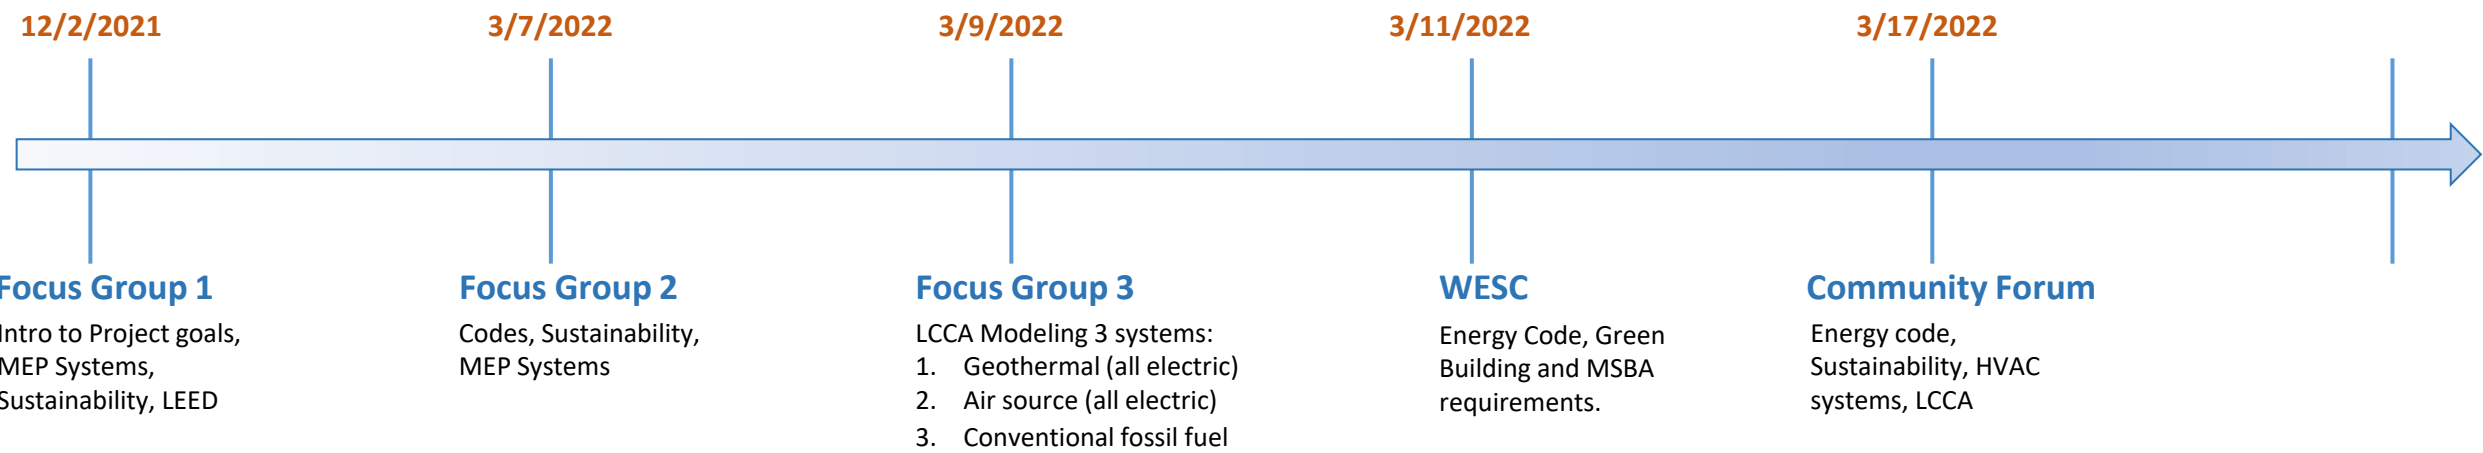 12/2/2021
3/7/2022
3/9/2022
3/11/2022
3/17/2022
Focus Group 1
Intro to Project goals,
MEP Systems,
Sustainability, LEED
Focus Group 2
Codes, Sustainability,
MEP Systems
Focus Group 3
LCCA Modeling 3 systems:
1. Geothermal (all electric)
2. Air source (all electric)
3. Conventional fossil fuel
WESC
Energy Code, Green
Building and MSBA
requirements.
Community Forum
Energy code,
Sustainability, HVAC
systems, LCCA